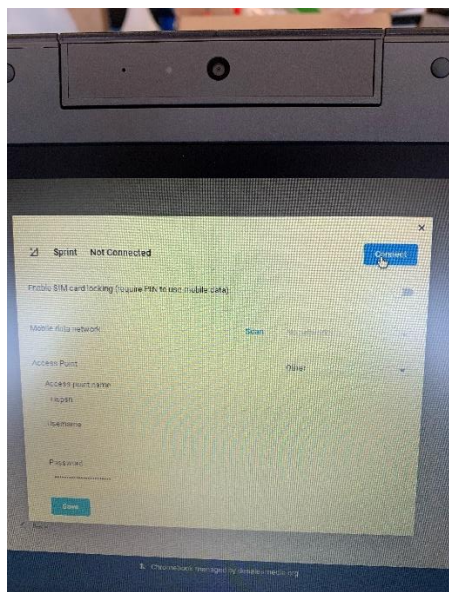 Sprint Not Connected
Connect
Enable SIM card locking (require PIN to use mobile data)
Mobile data network
Scan
Access Point
Other
Access point name
Username
Password
Save
Chromebook managed by